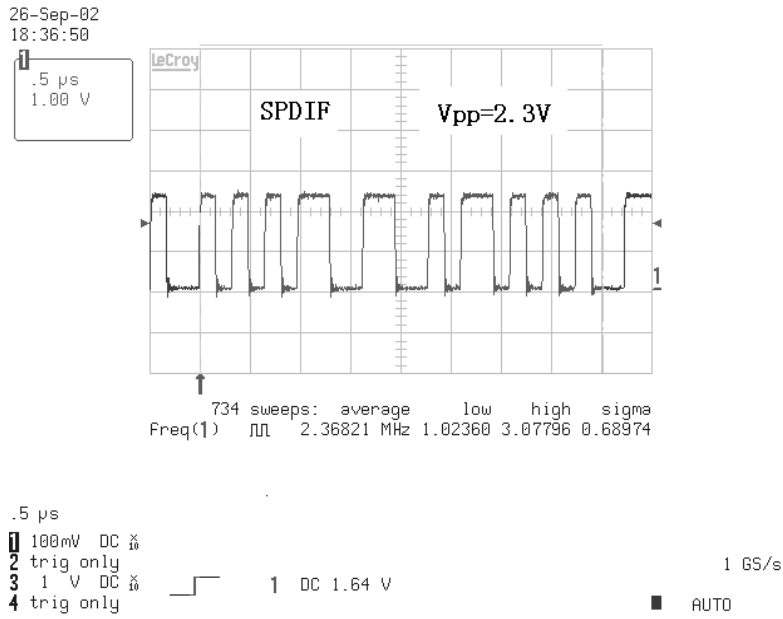 26-Sep-02
18:36:50
1
.5 µs
1.00 V
LeCroy
SPDIF
Vpp=2.3V
1
734 sweeps: average low high sigma
Freq(1) 2.36821 MHz 1.02360 3.07796 0.68974
.5 µs
1 100mV DC X10
2 trig only
3 1 V DC X10
4 trig only
1 DC 1.64 V
1 GS/s
AUTO